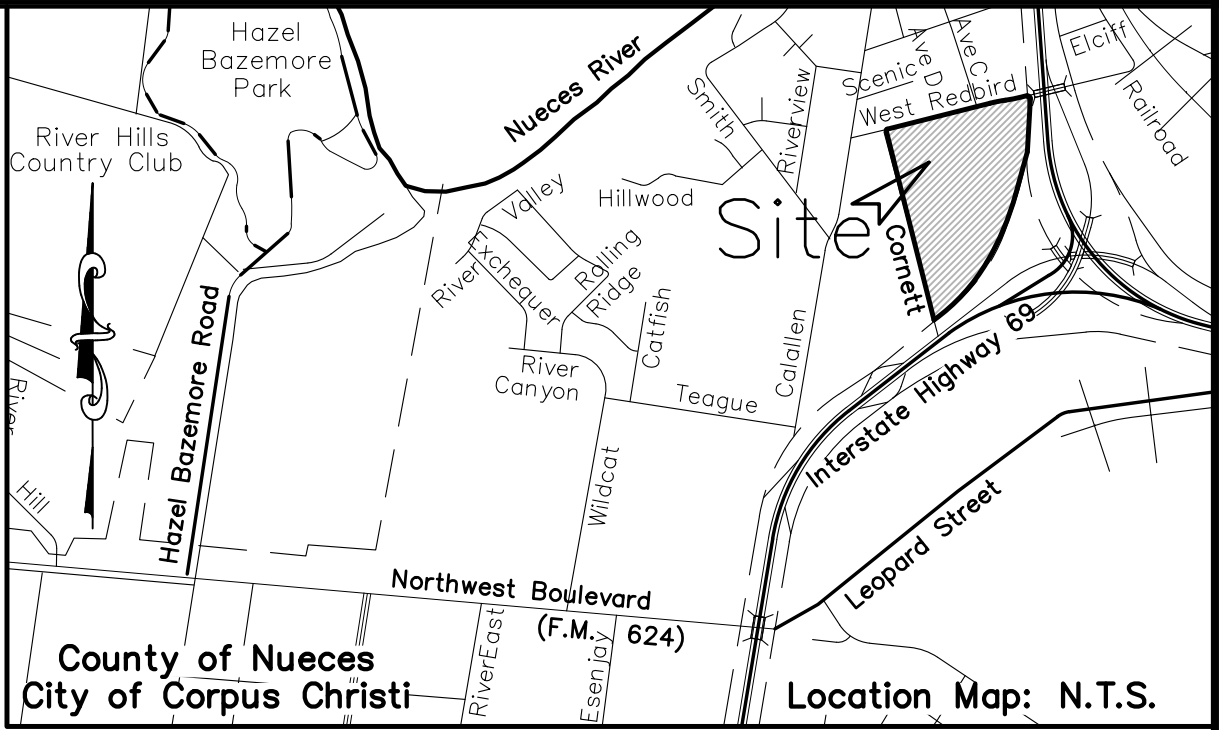 Hazel
Bazemore
Park
River Hills
Country Club
Nueces River
Smith
Riverview
Scenic
Ave D
Ave C
Elciff
West Redbird
Railroad
Hillwood
Valley
Site
Cornett
Exchequer
River
Rolling
Ridge
Catfish
River
Canyon
Teague
Calallen
Interstate Highway 69
Hazel Bazemore Road
River
Hill
Wildcat
Leopard Street
Northwest Boulevard
(F.M. 624)
RiverEast
Esenjay
County of Nueces
City of Corpus Christi
Location Map: N.T.S.